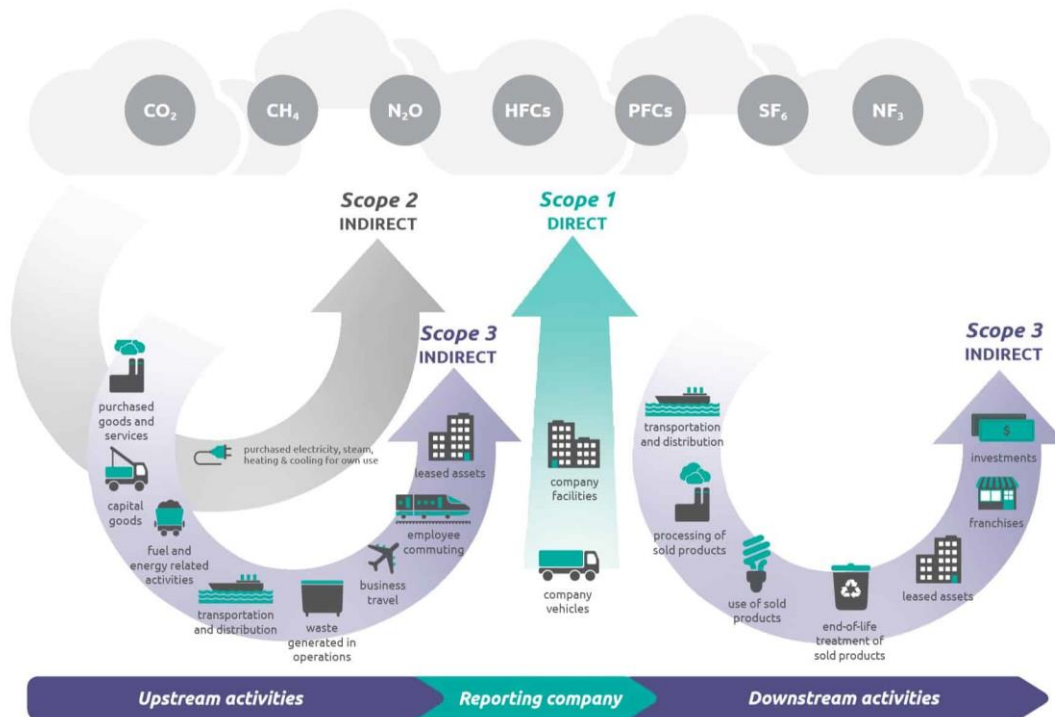 CO₂
CH₄
N₂O
HFCs
PFCs
SF₆
NF₃
Scope 2
INDIRECT
Scope 1
DIRECT
Scope 3
INDIRECT
Scope 3
INDIRECT
purchased
goods and
services
capital
goods
fuel and
energy related
activities
transportation
and distribution
waste
generated in
operations
business
travel
employee
commuting
leased assets
purchased electricity, steam,
heating & cooling for own use
company
facilities
company
vehicles
transportation
and distribution
processing of
sold products
use of sold
products
end-of-life
treatment of
sold products
leased assets
franchises
$
investments
Upstream activities
Reporting company
Downstream activities